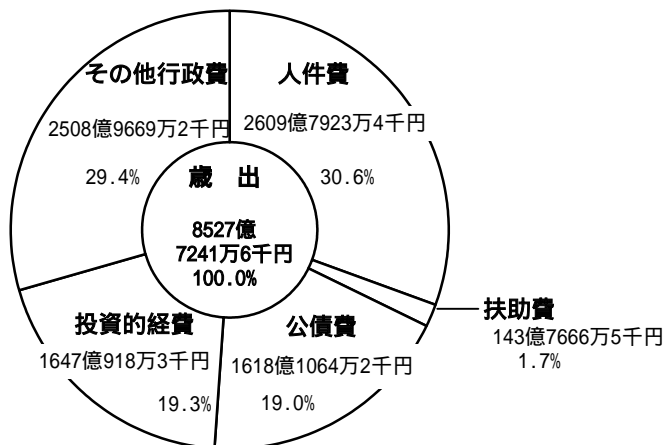 その他行政費
2508億9669万2千円
29.4%
人件費
2609億7923万4千円
30.6%
歳 出
8527億
7241万6千円
100.0%
扶助費
143億7666万5千円
1.7%
投資的経費
1647億918万3千円
19.3%
公債費
1618億1064万2千円
19.0%